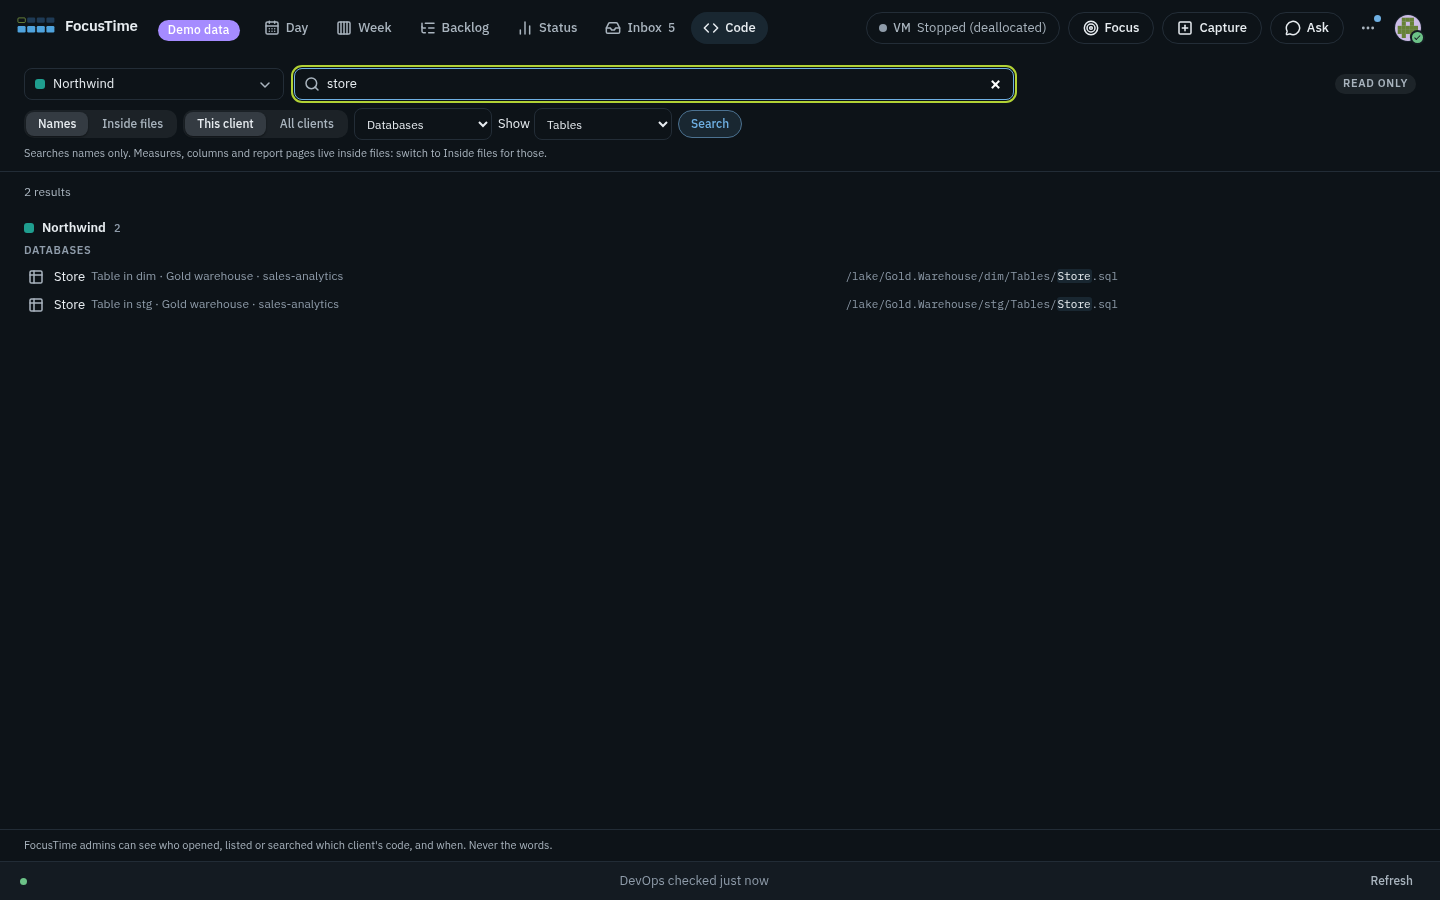 FocusTime Demo data Day Week Backlog Status Inbox 5 Code VM Stopped (deallocated) Focus Capture Ask
Northwind store READ ONLY
Names Inside files This client All clients Databases Show Tables Search
Searches names only. Measures, columns and report pages live inside files: switch to Inside files for those.
2 results
Northwind 2
DATABASES
Store Table in dim · Gold warehouse · sales-analytics /lake/Gold.Warehouse/dim/Tables/Store.sql
Store Table in stg · Gold warehouse · sales-analytics /lake/Gold.Warehouse/stg/Tables/Store.sql
FocusTime admins can see who opened, listed or searched which client's code, and when. Never the words.
DevOps checked just now Refresh